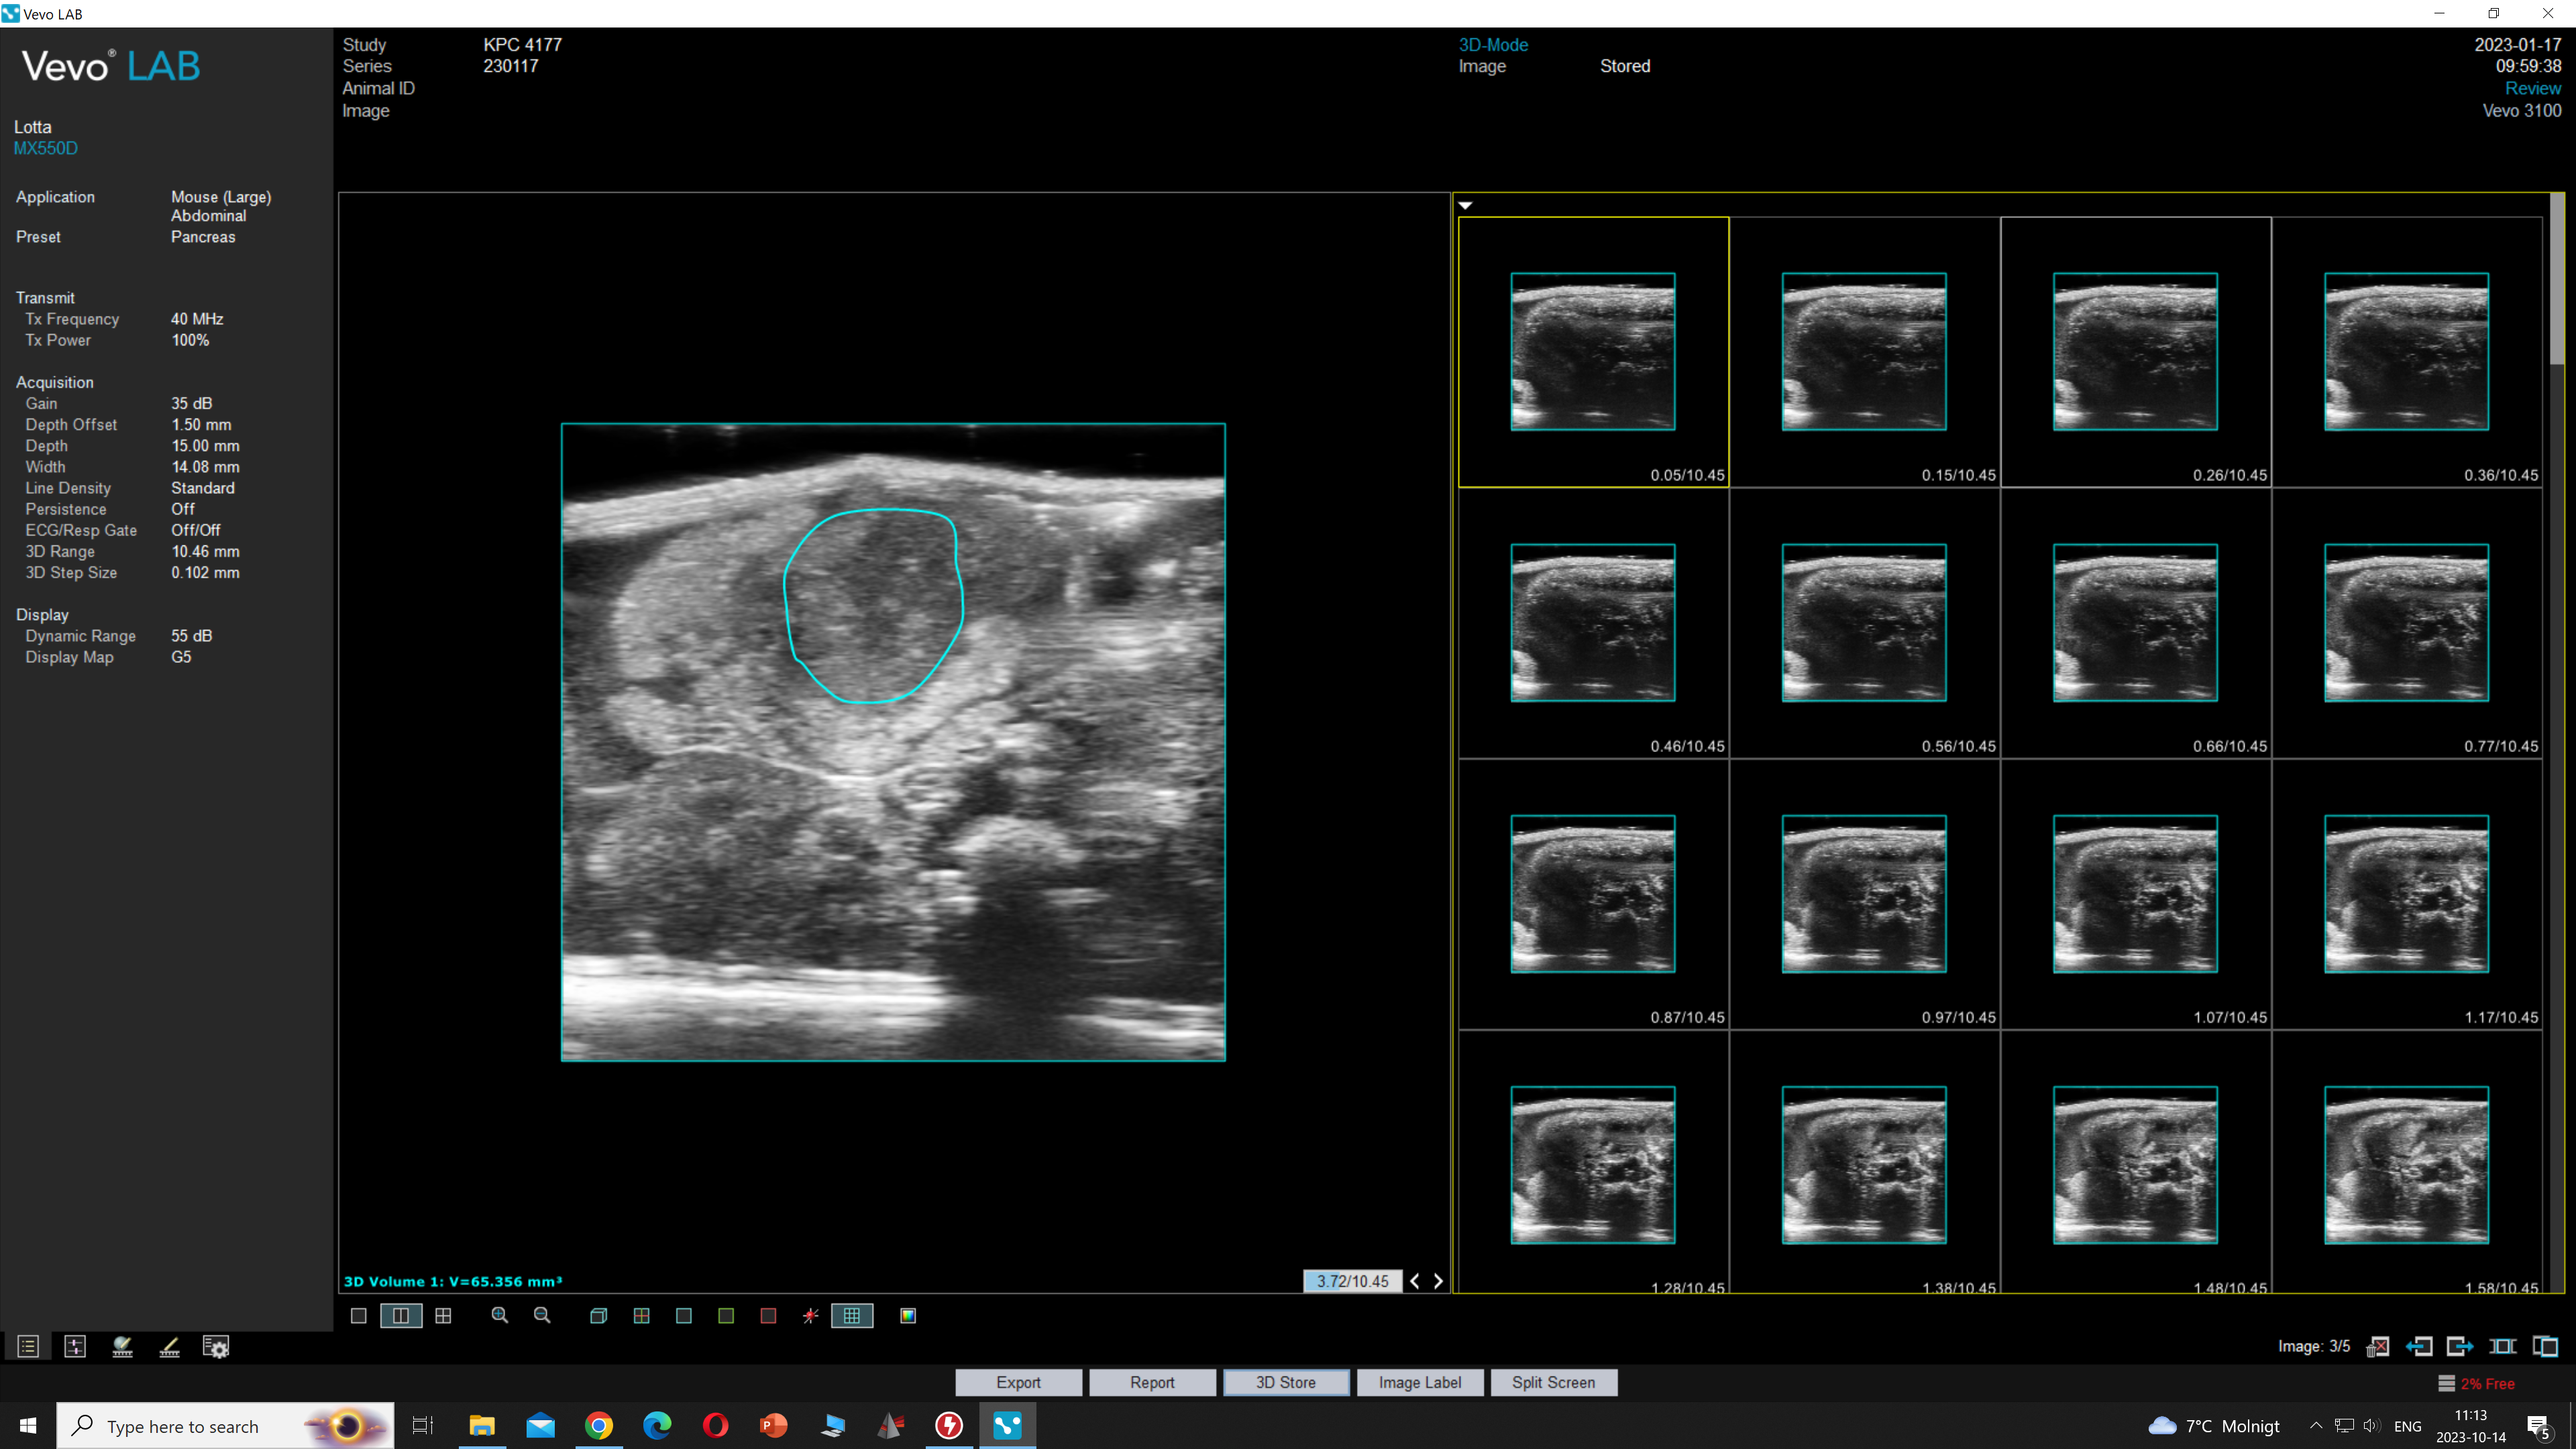 Vevo LAB
Vevo® LAB
Lotta
MX550D
Application Mouse (Large)
Abdominal
Preset Pancreas
Transmit
Tx Frequency 40 MHz
Tx Power 100%
Acquisition
Gain 35 dB
Depth Offset 1.50 mm
Depth 15.00 mm
Width 14.08 mm
Line Density Standard
Persistence Off
ECG/Resp Gate Off/Off
3D Range 10.46 mm
3D Step Size 0.102 mm
Display
Dynamic Range 55 dB
Display Map G5
Study KPC 4177
Series 230117
Animal ID
Image
3D-Mode
Image Stored
2023-01-17
09:59:38
Review
Vevo 3100
0.05/10.45 0.15/10.45 0.26/10.45 0.36/10.45
0.46/10.45 0.56/10.45 0.66/10.45 0.77/10.45
0.87/10.45 0.97/10.45 1.07/10.45 1.17/10.45
1.28/10.45 1.38/10.45 1.48/10.45 1.58/10.45
3D Volume 1: V=65.356 mm³
3.72/10.45
Image: 3/5
Export Report 3D Store Image Label Split Screen
2% Free
Type here to search
P
7°C Molnigt
ENG
11:13
2023-10-14
5